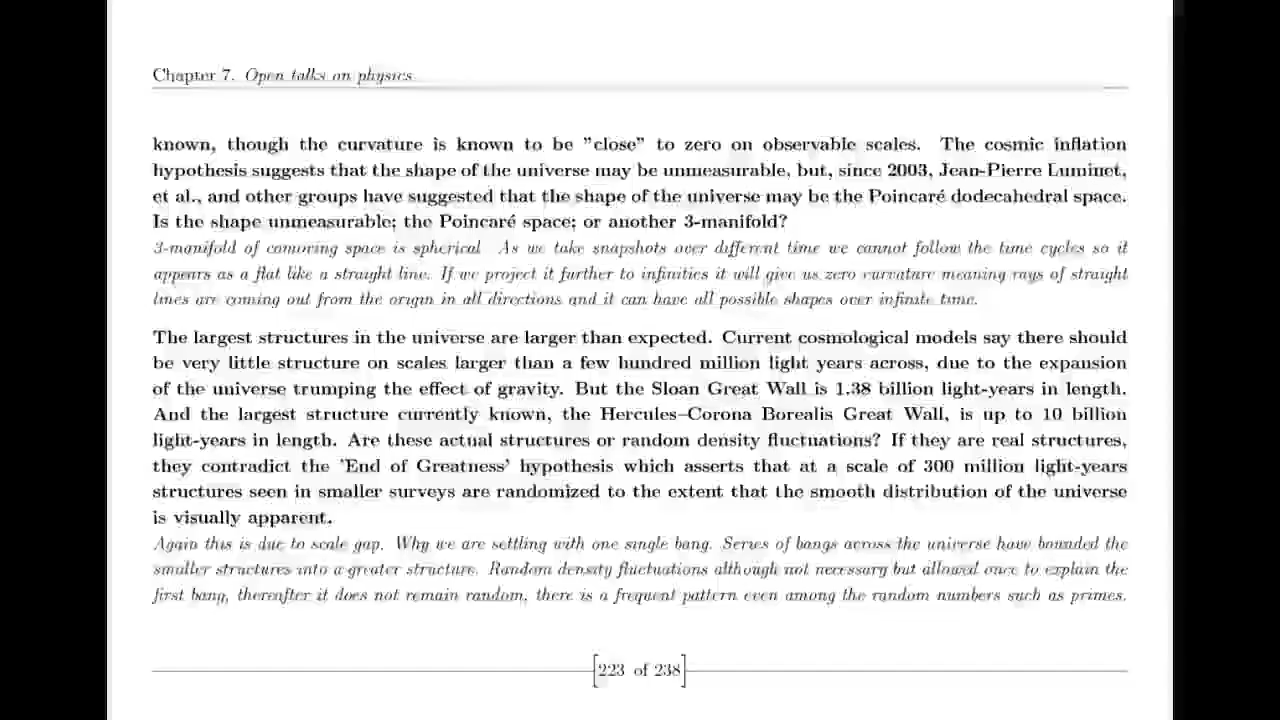 Chapter 7. Open talks on physics
known, though the curvature is known to be ”close” to zero on observable scales. The cosmic inflation
hypothesis suggests that the shape of the universe may be unmeasurable, but, since 2003, Jean-Pierre Luminet,
et al., and other groups have suggested that the shape of the universe may be the Poincaré dodecahedral space.
Is the shape unmeasurable; the Poincaré space; or another 3-manifold?
3-manifold of comoving space is spherical. As we take snapshots over different time we cannot follow the time cycles so it
appears as a flat like a straight line. If we project it further to infinities it will give us zero curvature meaning rays of straight
lines are coming out from the origin in all directions and it can have all possible shapes over infinite time.
The largest structures in the universe are larger than expected. Current cosmological models say there should
be very little structure on scales larger than a few hundred million light years across, due to the expansion
of the universe trumping the effect of gravity. But the Sloan Great Wall is 1.38 billion light-years in length.
And the largest structure currently known, the Hercules–Corona Borealis Great Wall, is up to 10 billion
light-years in length. Are these actual structures or random density fluctuations? If they are real structures,
they contradict the ’End of Greatness’ hypothesis which asserts that at a scale of 300 million light-years
structures seen in smaller surveys are randomized to the extent that the smooth distribution of the universe
is visually apparent.
Again this is due to scale gap. Why we are settling with one single bang. Series of bangs across the universe have bounded the
smaller structures into a greater structure. Random density fluctuations although not necessary but allowed once to explain the
first bang, thereafter it does not remain random, there is a frequent pattern even among the random numbers such as primes.
223 of 238